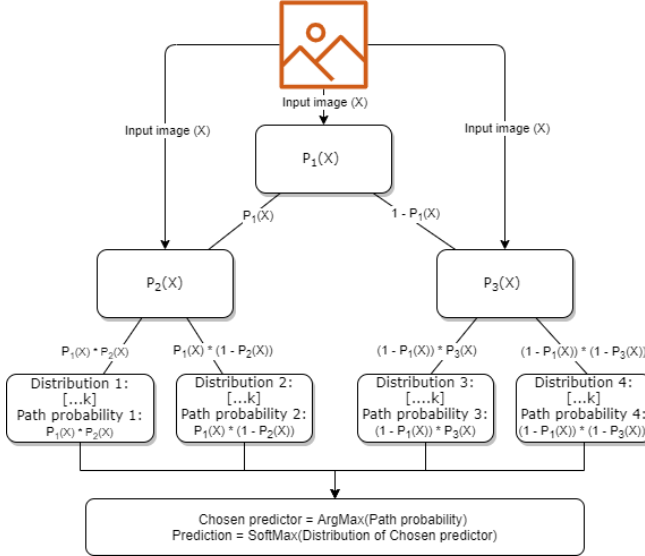 Input image (X)
Input image (X)
Input image (X)
P₁(X)
P₁(X)
1 - P₁(X)
P₂(X)
P₃(X)
P₁(X) * P₂(X)
P₁(X) * (1 - P₂(X))
(1 - P₁(X)) * P₃(X)
(1 - P₁(X)) * (1 - P₃(X))
Distribution 1:
[...k]
Path probability 1:
P₁(X) * P₂(X)
Distribution 2:
[...k]
Path probability 2:
P₁(X) * (1 - P₂(X))
Distribution 3:
[....k]
Path probability 3:
(1 - P₁(X)) * P₃(X)
Distribution 4:
[...k]
Path probability 4:
(1 - P₁(X)) * (1 - P₃(X))
Chosen predictor = ArgMax(Path probability)
Prediction = SoftMax(Distribution of Chosen predictor)